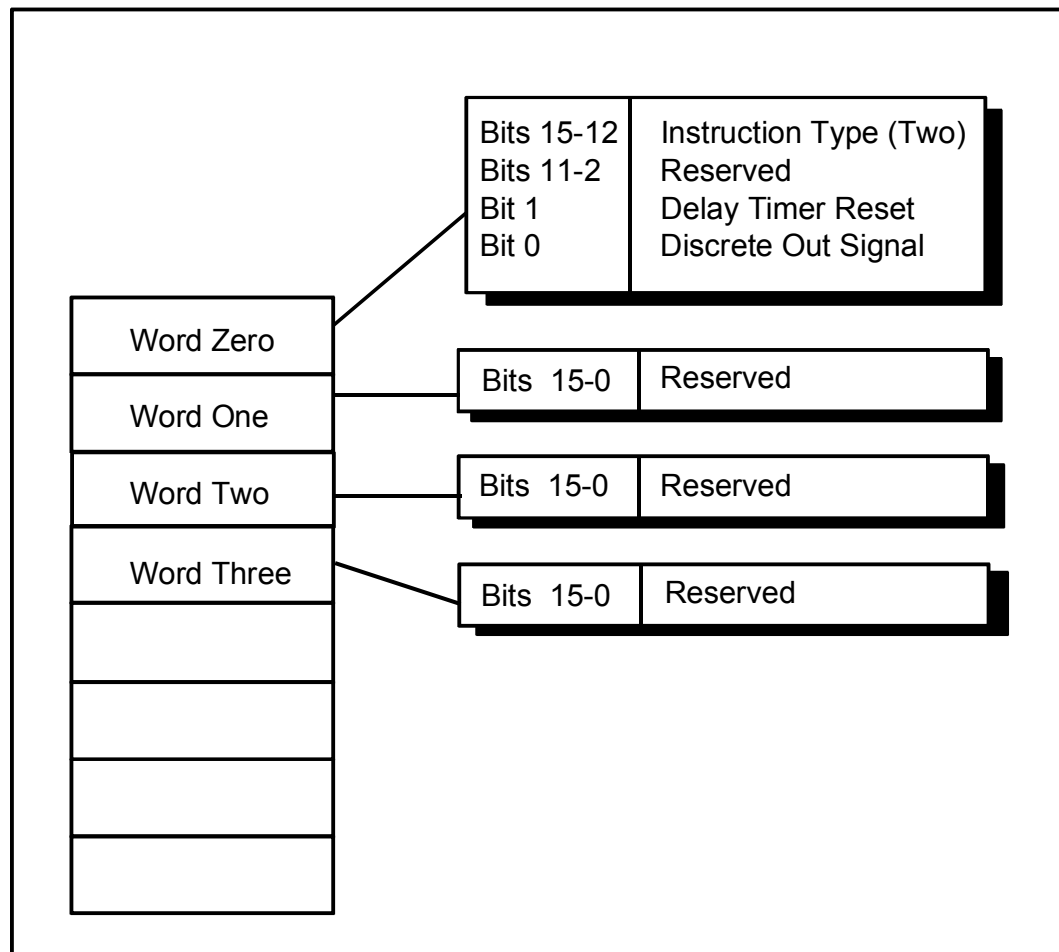 Bits 15-12 Instruction Type (Two)
Bits 11-2 Reserved
Bit 1 Delay Timer Reset
Bit 0 Discrete Out Signal
Word Zero
Bits 15-0 Reserved
Word One
Bits 15-0 Reserved
Word Two
Word Three
Bits 15-0 Reserved